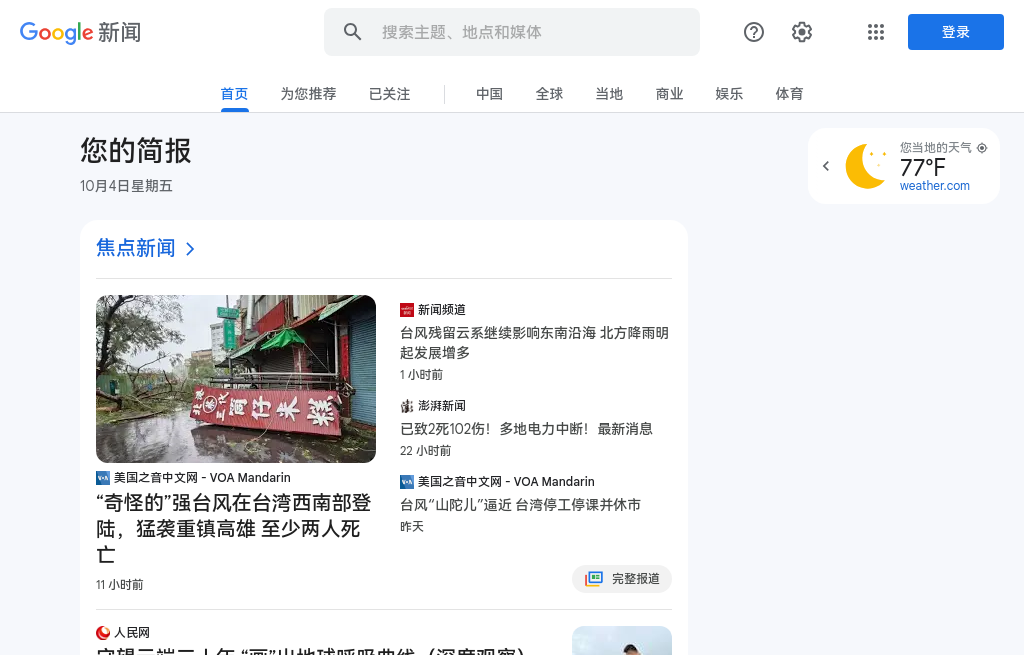 Google 新闻
搜索主题、地点和媒体
登录
首页
为您推荐
已关注
中国
全球
当地
商业
娱乐
体育
您的简报
10月4日星期五
您当地的天气
77°F
weather.com
焦点新闻
美国之音中文网 - VOA Mandarin
“奇怪的”强台风在台湾西南部登
陆，猛袭重镇高雄 至少两人死
亡
11 小时前
新闻频道
台风残留云系继续影响东南沿海 北方降雨明
起发展增多
1 小时前
澎湃新闻
已致2死102伤！多地电力中断！最新消息
22 小时前
美国之音中文网 - VOA Mandarin
台风“山陀儿”逼近 台湾停工停课并休市
昨天
完整报道
人民网